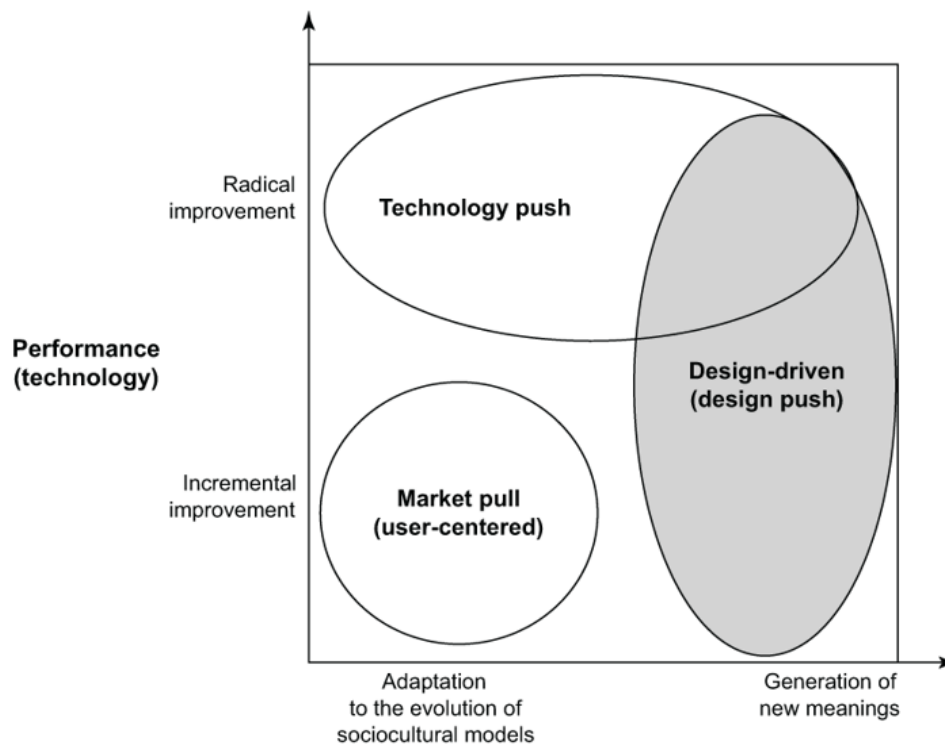 Radical
improvement
Technology push
Performance
(technology)
Design-driven
(design push)
Incremental
improvement
Market pull
(user-centered)
Adaptation
to the evolution of
sociocultural models
Generation of
new meanings